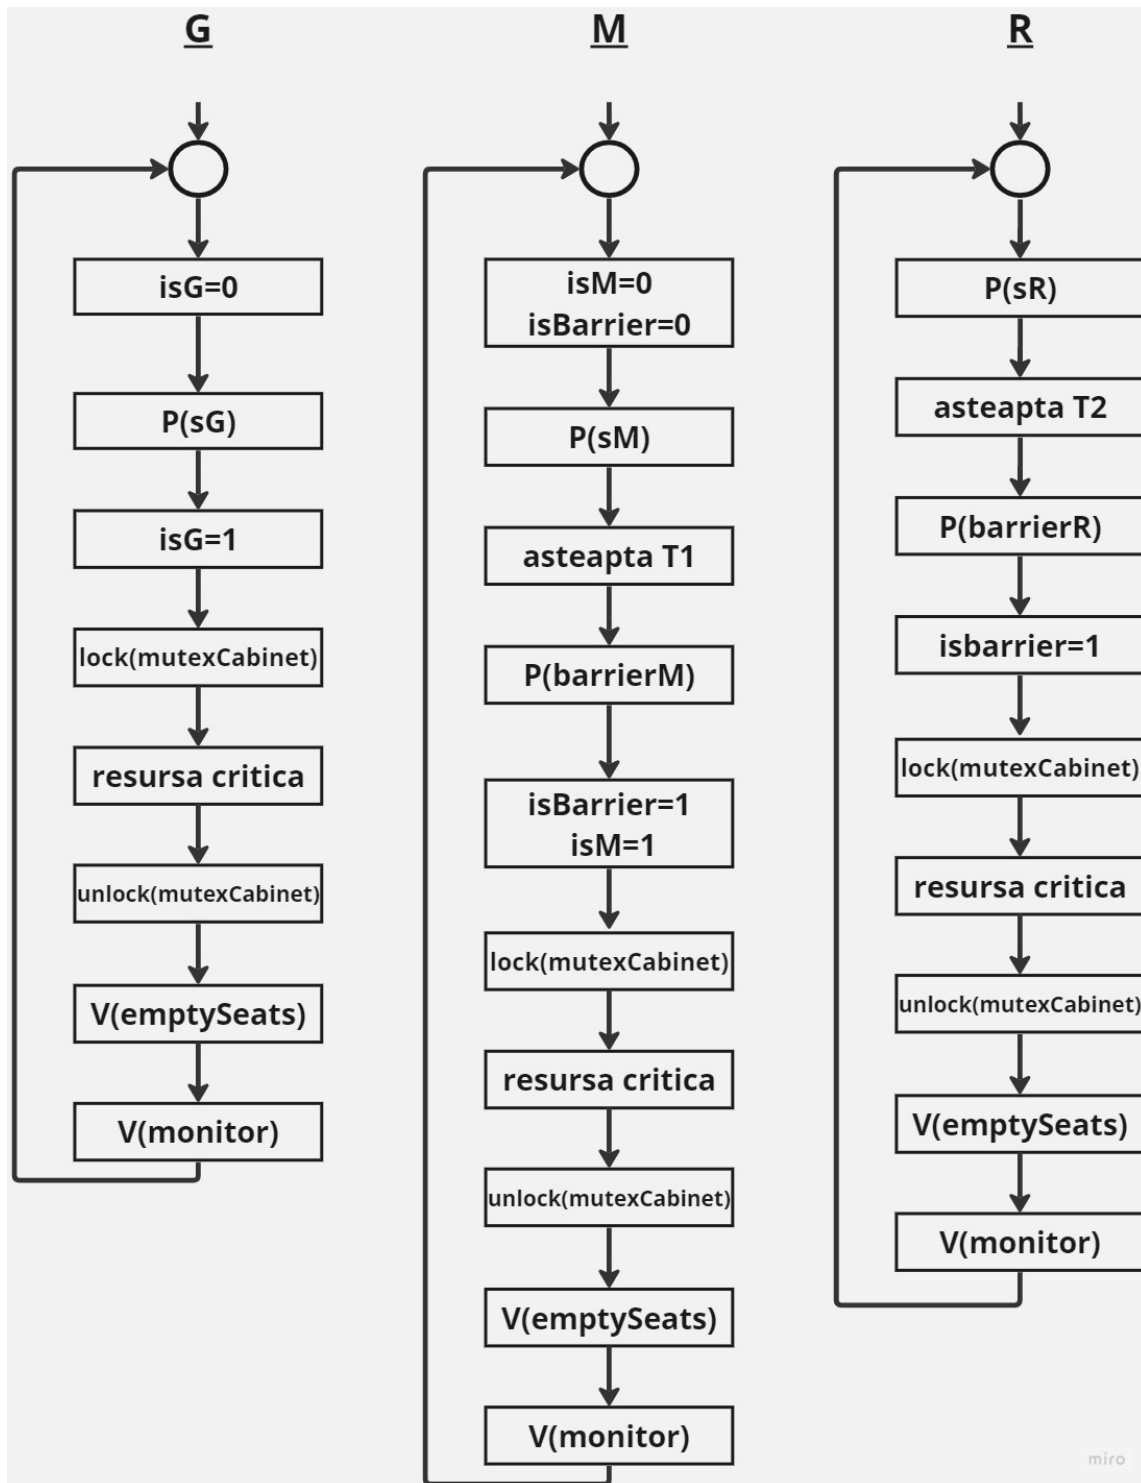 G
isG=0
P(sG)
isG=1
lock(mutexCabinet)
resursa critica
unlock(mutexCabinet)
V(emptySeats)
V(monitor)
M
isM=0
isBarrier=0
P(sM)
asteapta T1
P(barrierM)
isBarrier=1
isM=1
lock(mutexCabinet)
resursa critica
unlock(mutexCabinet)
V(emptySeats)
V(monitor)
R
P(sR)
asteapta T2
P(barrierR)
isbarrier=1
lock(mutexCabinet)
resursa critica
unlock(mutexCabinet)
V(emptySeats)
V(monitor)
miro